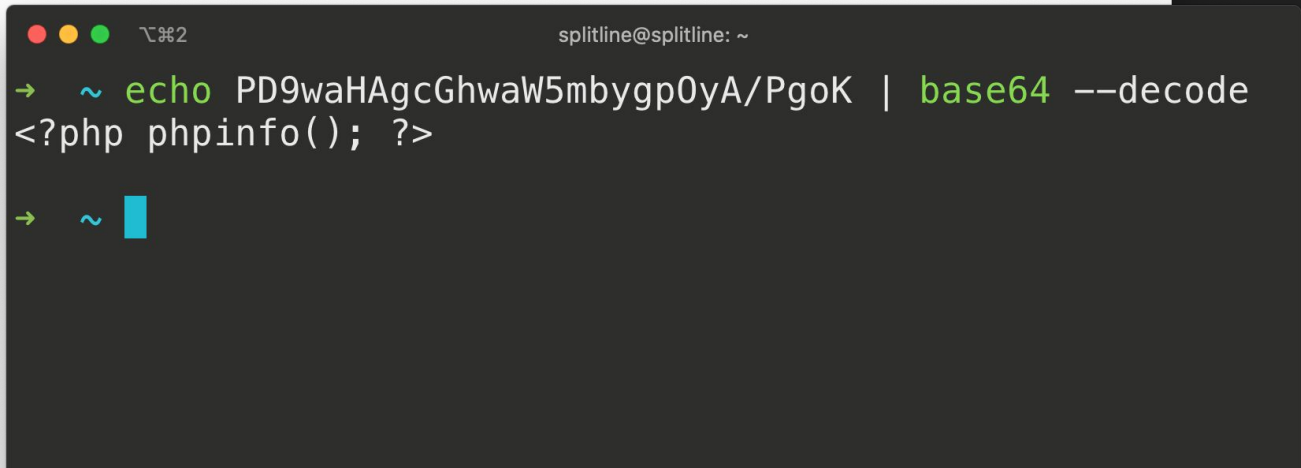 ⌥⌘2 splitline@splitline: ~
→ ~ echo PD9waHAgcGhwaW5mbygpOyA/PgoK | base64 --decode
<?php phpinfo(); ?>
→ ~